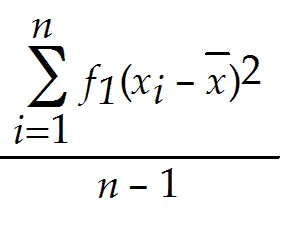 n
∑ f1(xi − x̄)2
i=1
n − 1